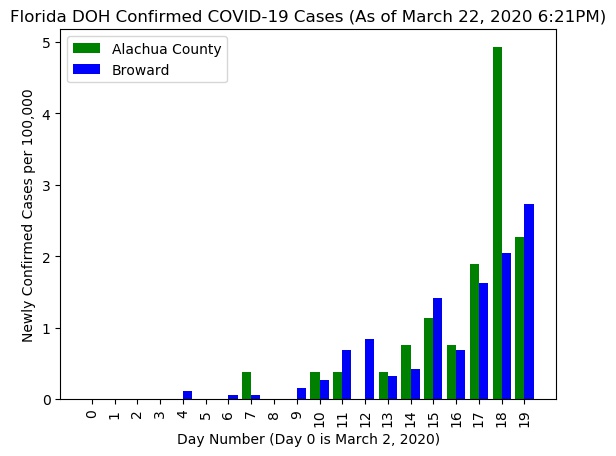 Florida DOH Confirmed COVID-19 Cases (As of March 22, 2020 6:21PM)
Alachua County
Broward
Newly Confirmed Cases per 100,000
5
4
3
2
1
0
0 1 2 3 4 5 6 7 8 9 10 11 12 13 14 15 16 17 18 19
Day Number (Day 0 is March 2, 2020)